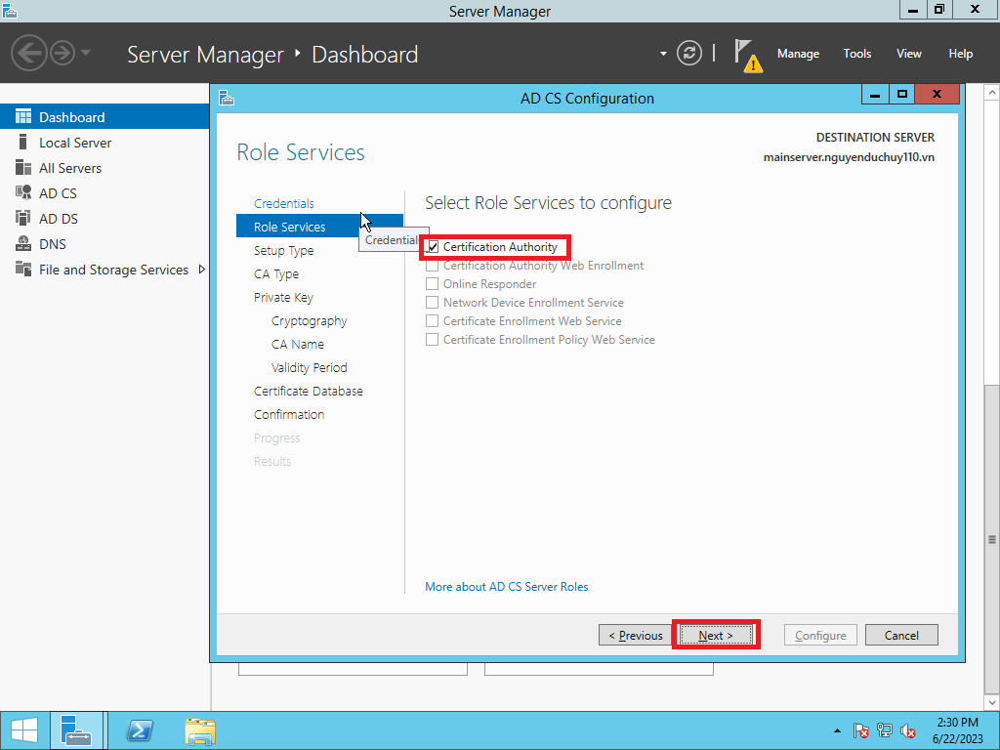 Server Manager
Server Manager
Dashboard
Manage
Tools
View
Help
Dashboard
Local Server
All Servers
AD CS
AD DS
DNS
File and Storage Services
AD CS Configuration
Role Services
DESTINATION SERVER
mainserver.nguyenduchuy110.vn
Credentials
Role Services
Setup Type
CA Type
Private Key
Cryptography
CA Name
Validity Period
Certificate Database
Confirmation
Progress
Results
Credentials
Select Role Services to configure
Certification Authority
Certification Authority Web Enrollment
Online Responder
Network Device Enrollment Service
Certificate Enrollment Web Service
Certificate Enrollment Policy Web Service
More about AD CS Server Roles
< Previous
Next >
Configure
Cancel
2:30 PM
6/22/2023